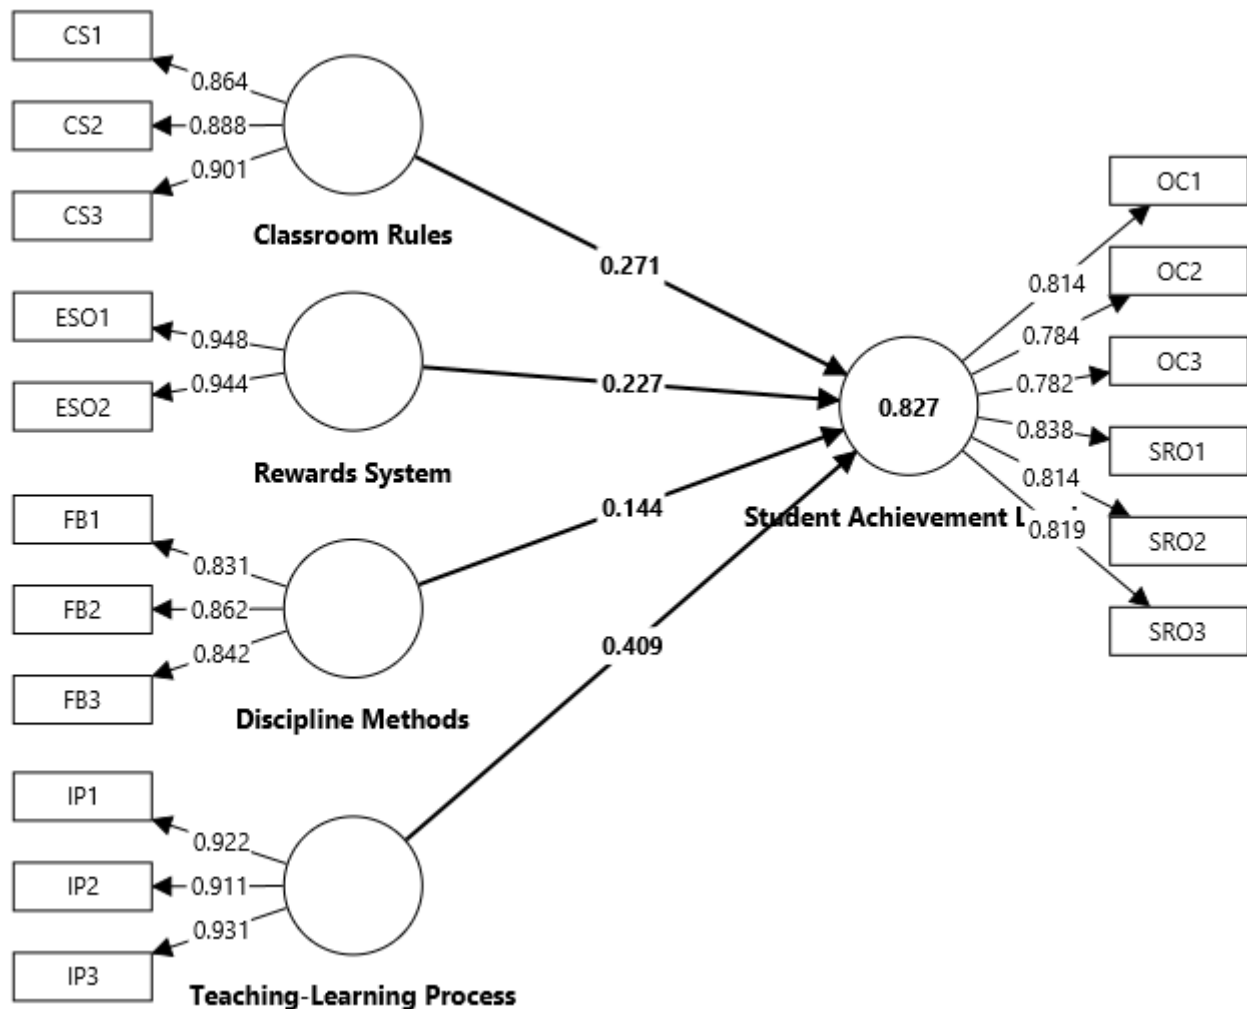 CS1
0.864
CS2
0.888
CS3
0.901
Classroom Rules
0.271
ESO1
0.948
ESO2
0.944
Rewards System
0.227
FB1
0.831
FB2
0.862
FB3
0.842
Discipline Methods
0.144
IP1
0.922
IP2
0.911
IP3
0.931
Teaching-Learning Process
0.409
0.827
Student Achievement
OC1
0.814
OC2
0.784
OC3
0.782
SRO1
0.838
SRO2
0.814
SRO3
0.819